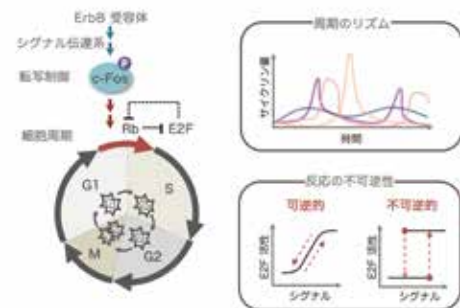 ErbB 受容体
シグナル伝達系
転写制御
P
c-Fos
細胞周期
Rb
E2F
G1
S
G2
M
周期のリズム
サイクリン量
時間
反応の不可逆性
可逆的
不可逆的
E2F 活性
シグナル
E2F 活性
シグナル